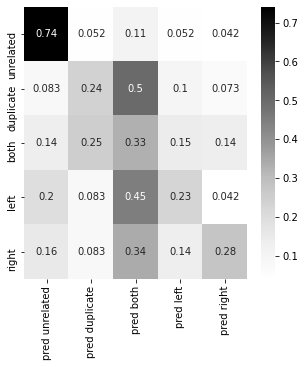 unrelated 0.74 0.052 0.11 0.052 0.042
duplicate 0.083 0.24 0.5 0.1 0.073
both 0.14 0.25 0.33 0.15 0.14
left 0.2 0.083 0.45 0.23 0.042
right 0.16 0.083 0.34 0.14 0.28
pred unrelated
pred duplicate
pred both
pred left
pred right
0.7
0.6
0.5
0.4
0.3
0.2
0.1